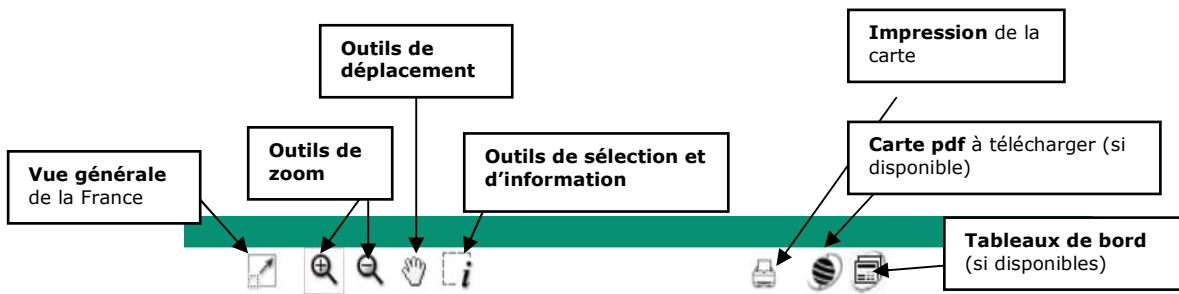 Outils de
déplacement
Impression de la
carte
Vue générale
de la France
Outils de
zoom
Outils de sélection et
d'information
Carte pdf à télécharger (si
disponible)
Tableaux de bord
(si disponibles)
i